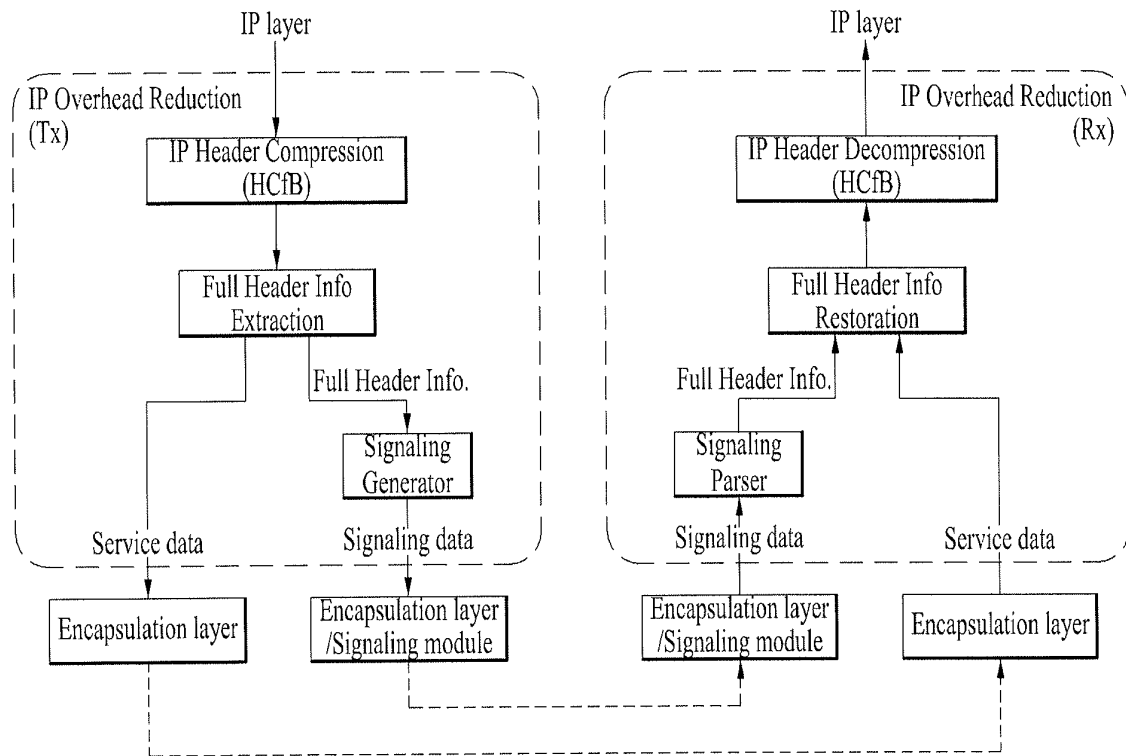 IP layer
IP Overhead Reduction
(Tx)
IP Header Compression
(HCfB)
Full Header Info
Extraction
Full Header Info.
Signaling
Generator
Service data
Signaling data
Encapsulation layer
Encapsulation layer
/Signaling module
IP layer
IP Overhead Reduction
(Rx)
IP Header Decompression
(HCfB)
Full Header Info
Restoration
Full Header Info.
Signaling
Parser
Signaling data
Service data
Encapsulation layer
/Signaling module
Encapsulation layer